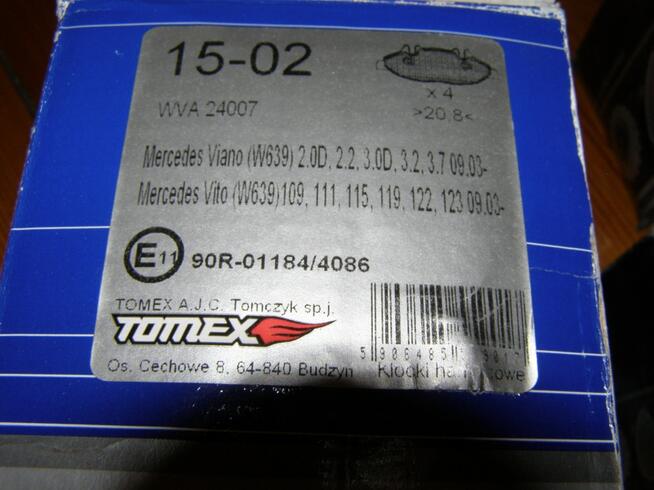 15-02
x 4
WVA 24007
>20,8<
Mercedes Viano (W639) 2.0D, 2.2, 3.0D, 3.2, 3.7 09.03-
Mercedes Vito (W639)109, 111, 115, 119, 122, 123 09.03-
E11 90R-01184/4086
TOMEX A.J.C. Tomczyk sp.j.
TOMEX
Os. Cechowe 8, 64-840 Budzyń
Klocki